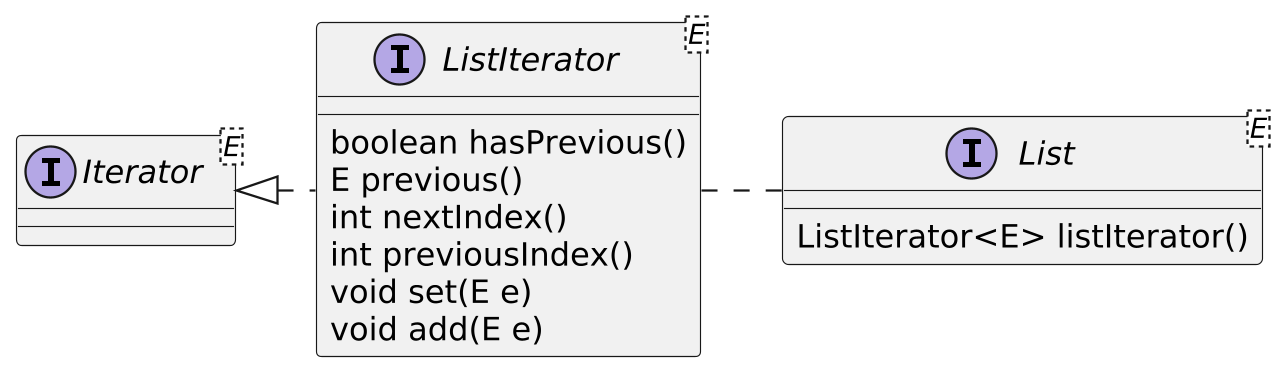 E
I Iterator
E
I ListIterator
boolean hasPrevious()
E previous()
int nextIndex()
int previousIndex()
void set(E e)
void add(E e)
E
I List
ListIterator<E> listIterator()